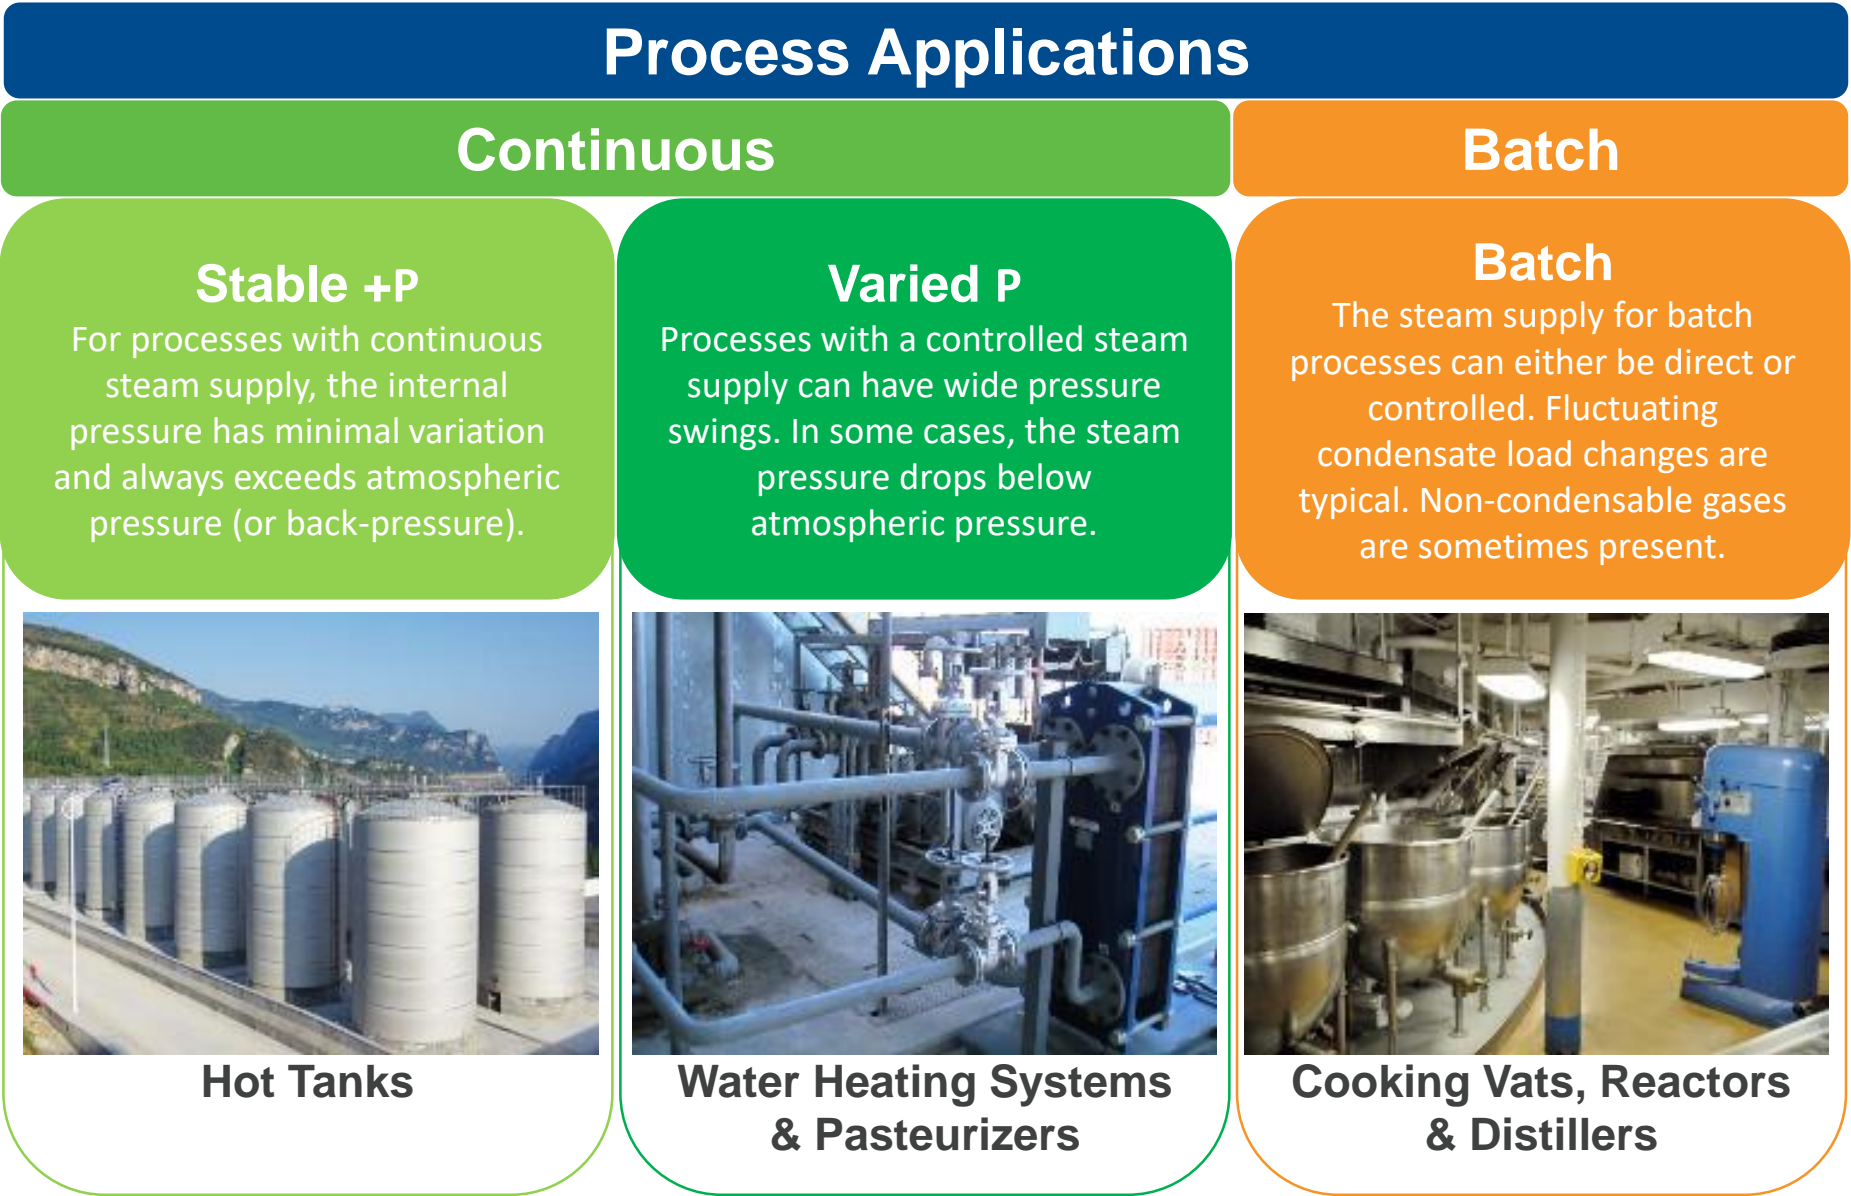 Process Applications
Continuous
Batch
Stable +P
For processes with continuous
steam supply, the internal
pressure has minimal variation
and always exceeds atmospheric
pressure (or back-pressure).
Hot Tanks
Varied P
Processes with a controlled steam
supply can have wide pressure
swings. In some cases, the steam
pressure drops below
atmospheric pressure.
Water Heating Systems
& Pasteurizers
Batch
The steam supply for batch
processes can either be direct or
controlled. Fluctuating
condensate load changes are
typical. Non-condensable gases
are sometimes present.
Cooking Vats, Reactors
& Distillers